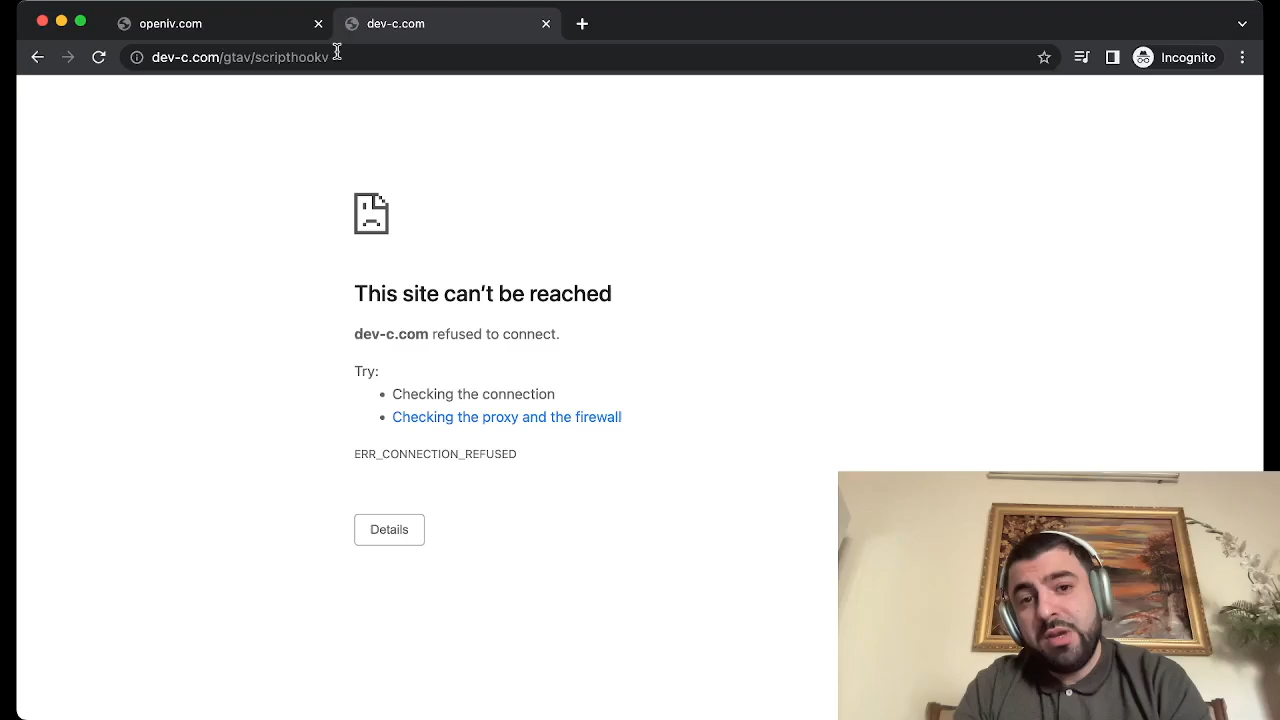 openlv.com
dev-c.com
dev-c.com/gtav/scripthookv
Incognito
This site can't be reached
dev-c.com refused to connect.
Try:
Checking the connection
Checking the proxy and the firewall
ERR_CONNECTION_REFUSED
Details